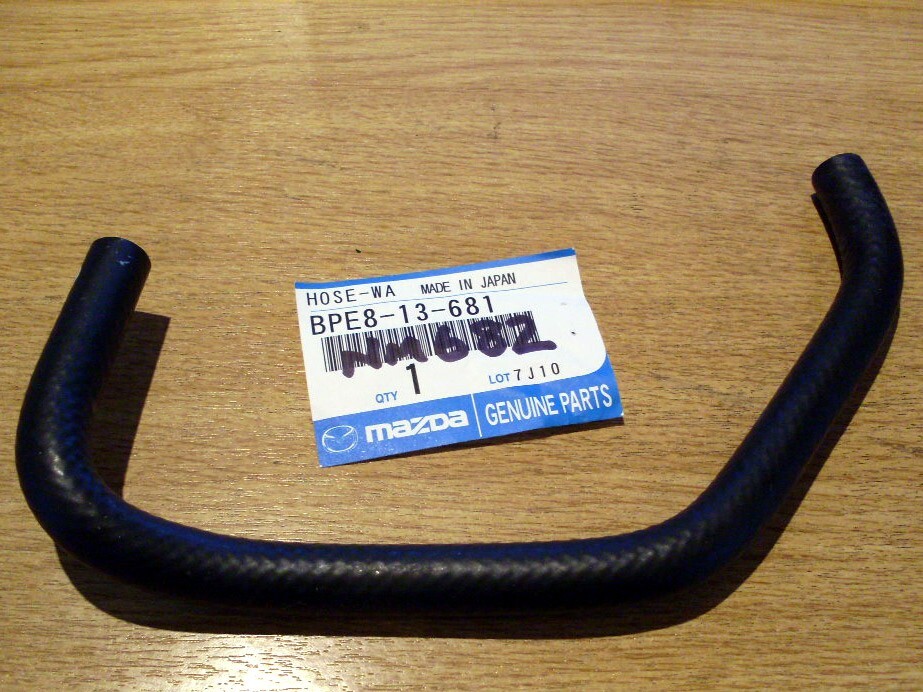 HOSE-WA MADE IN JAPAN
BPE8-13-681
NM682
QTY 1 LOT 7J10
mazda GENUINE PARTS